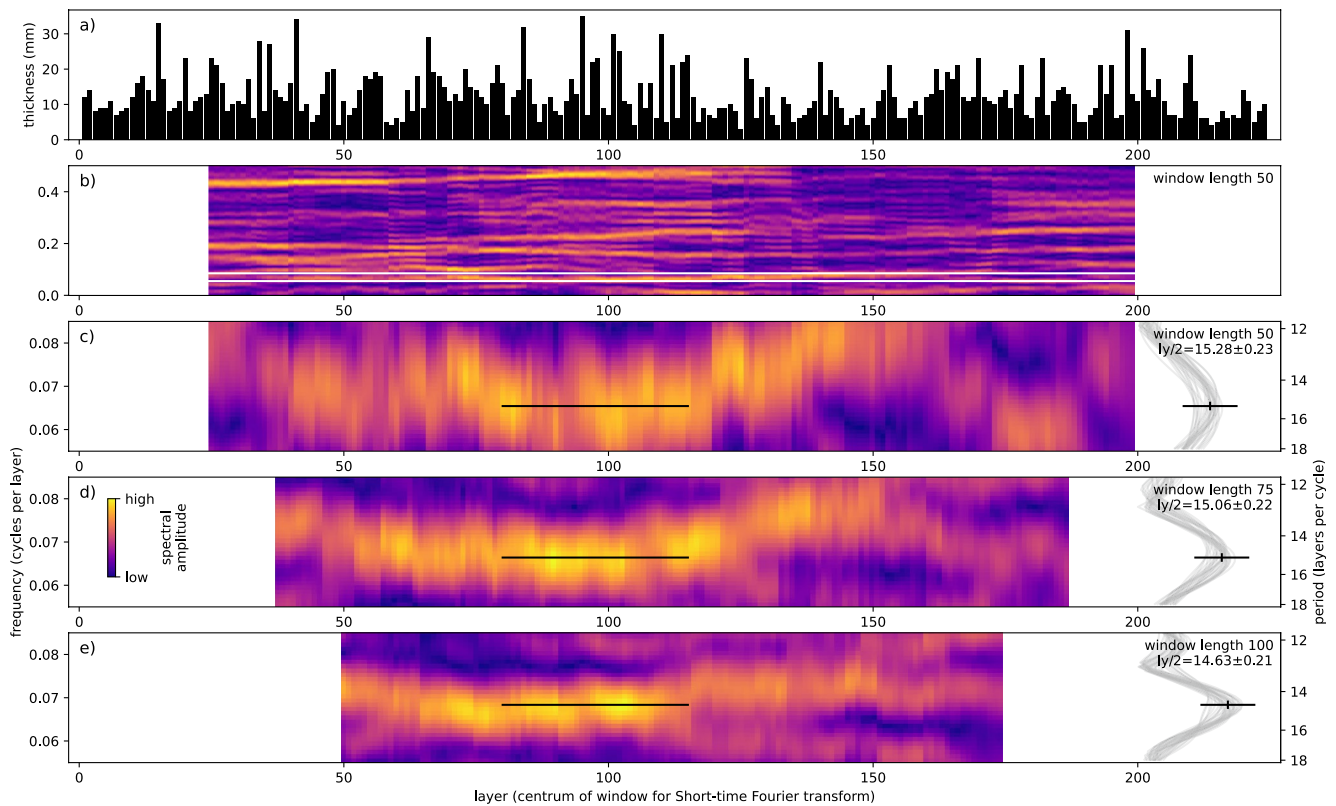 a)
thickness (mm)
30
20
10
0
0 50 100 150 200
b)
window length 50
0.4
0.2
0.0
0 50 100 150 200
c)
window length 50
ly/2=15.28±0.23
0.08
0.07
0.06
12
14
16
18
0 50 100 150 200
frequency (cycles per layer)
period (layers per cycle)
d)
window length 75
ly/2=15.06±0.22
high
low
spectral
amplitude
0.08
0.07
0.06
12
14
16
18
0 50 100 150 200
e)
window length 100
ly/2=14.63±0.21
0.08
0.07
0.06
12
14
16
18
0 50 100 150 200
layer (centrum of window for Short-time Fourier transform)